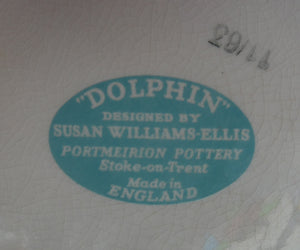 "DOLPHIN"
DESIGNED BY
SUSAN WILLIAMS-ELLIS
PORTMEIRION POTTERY
Stoke-on-Trent
Made in
ENGLAND